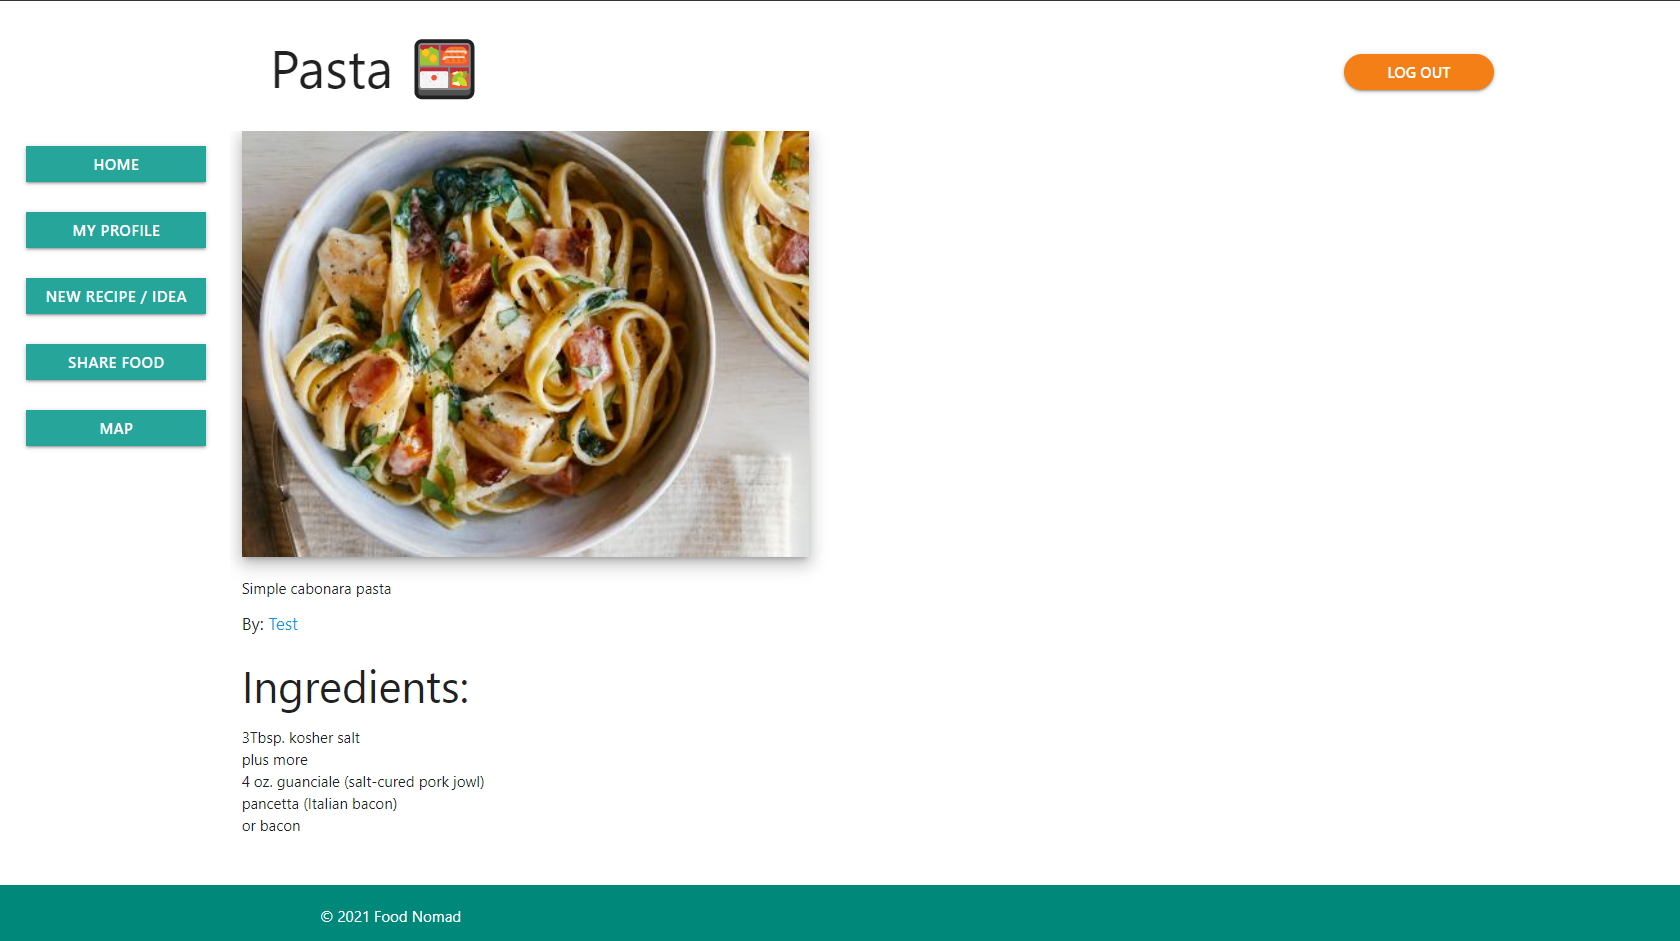 Pasta 🍱
LOG OUT
HOME
MY PROFILE
NEW RECIPE / IDEA
SHARE FOOD
MAP
Simple cabonara pasta
By: Test
Ingredients:
3Tbsp. kosher salt
plus more
4 oz. guanciale (salt-cured pork jowl)
pancetta (Italian bacon)
or bacon
© 2021 Food Nomad